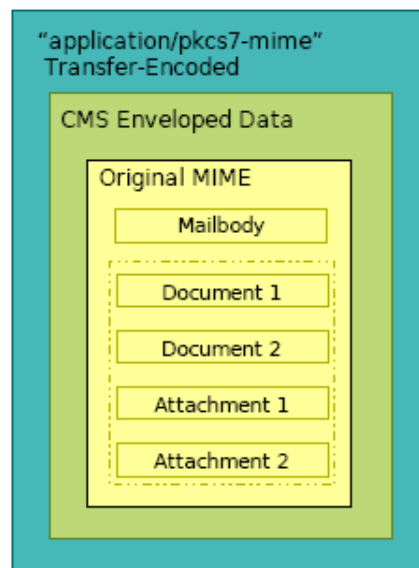 “application/pkcs7-mime”
Transfer-Encoded
CMS Enveloped Data
Original MIME
Mailbody
Document 1
Document 2
Attachment 1
Attachment 2